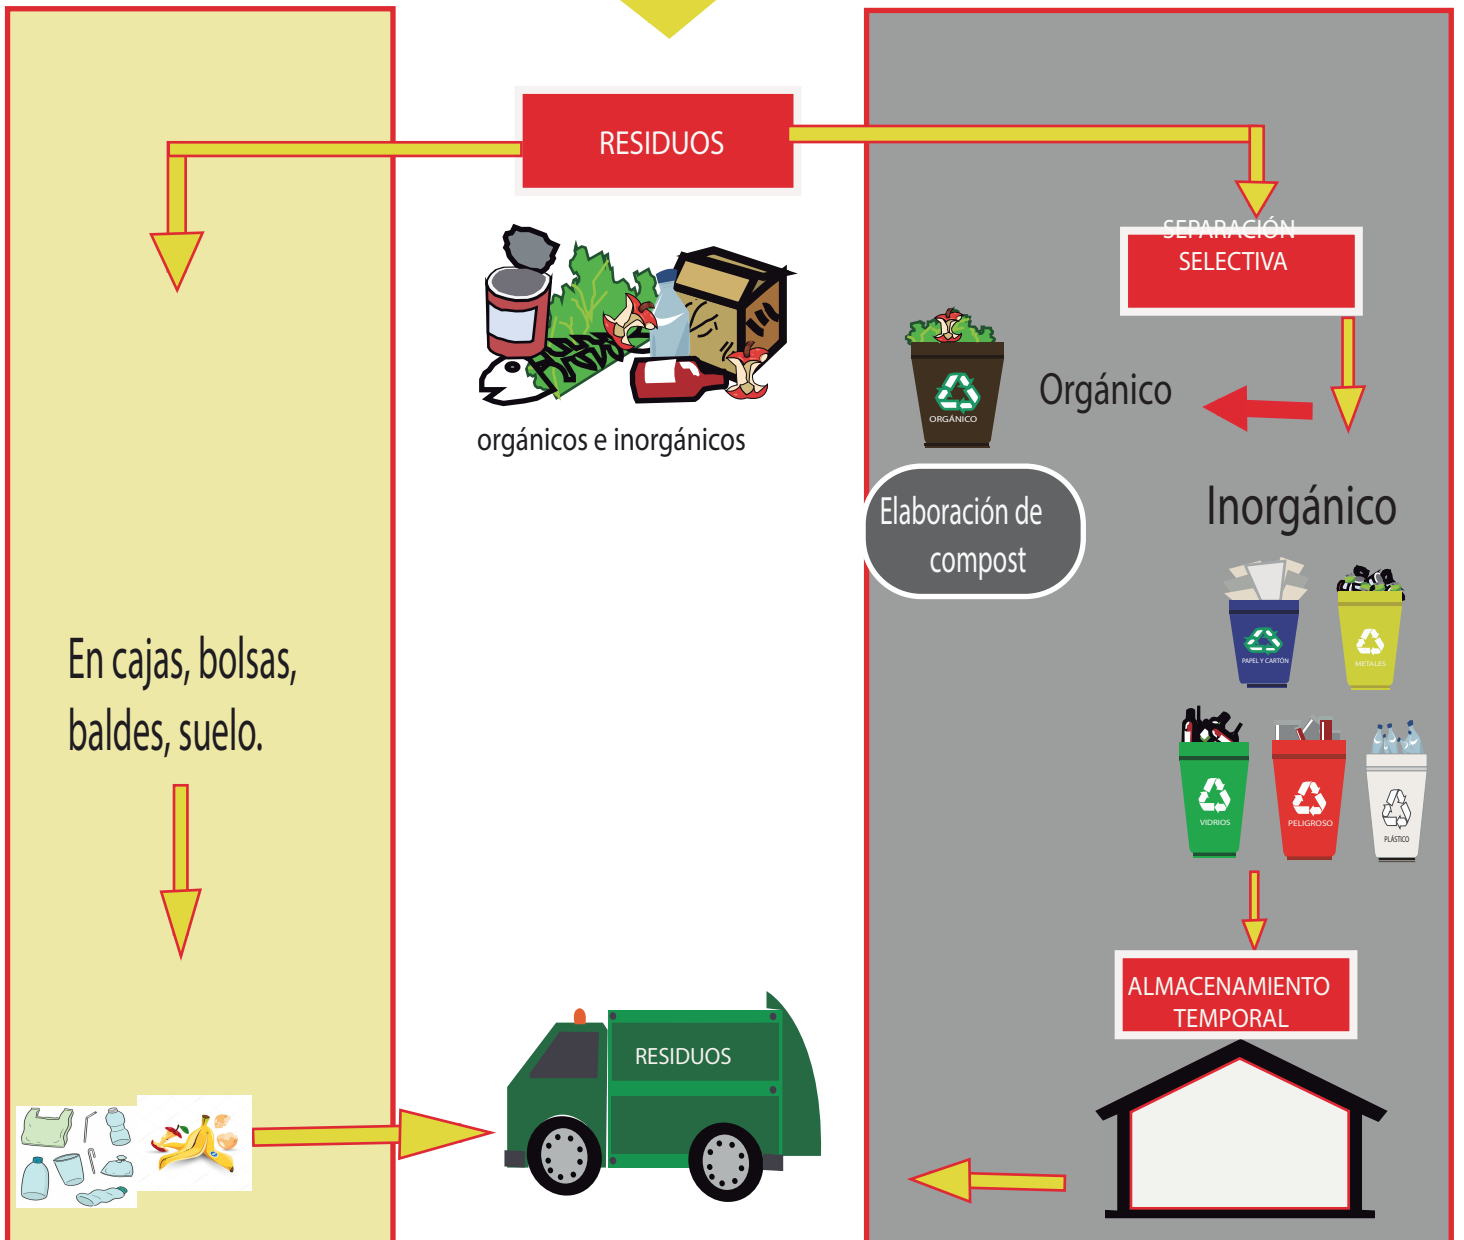 RESIDUOS
SEPARACIÓN
SELECTIVA
ORGÁNICO
Orgánico
orgánicos e inorgánicos
Elaboración de
compost
Inorgánico
PAPEL Y CARTÓN
METALES
En cajas, bolsas,
baldes, suelo.
VIDRIOS
PELIGROSO
PLÁSTICO
ALMACENAMIENTO
TEMPORAL
RESIDUOS